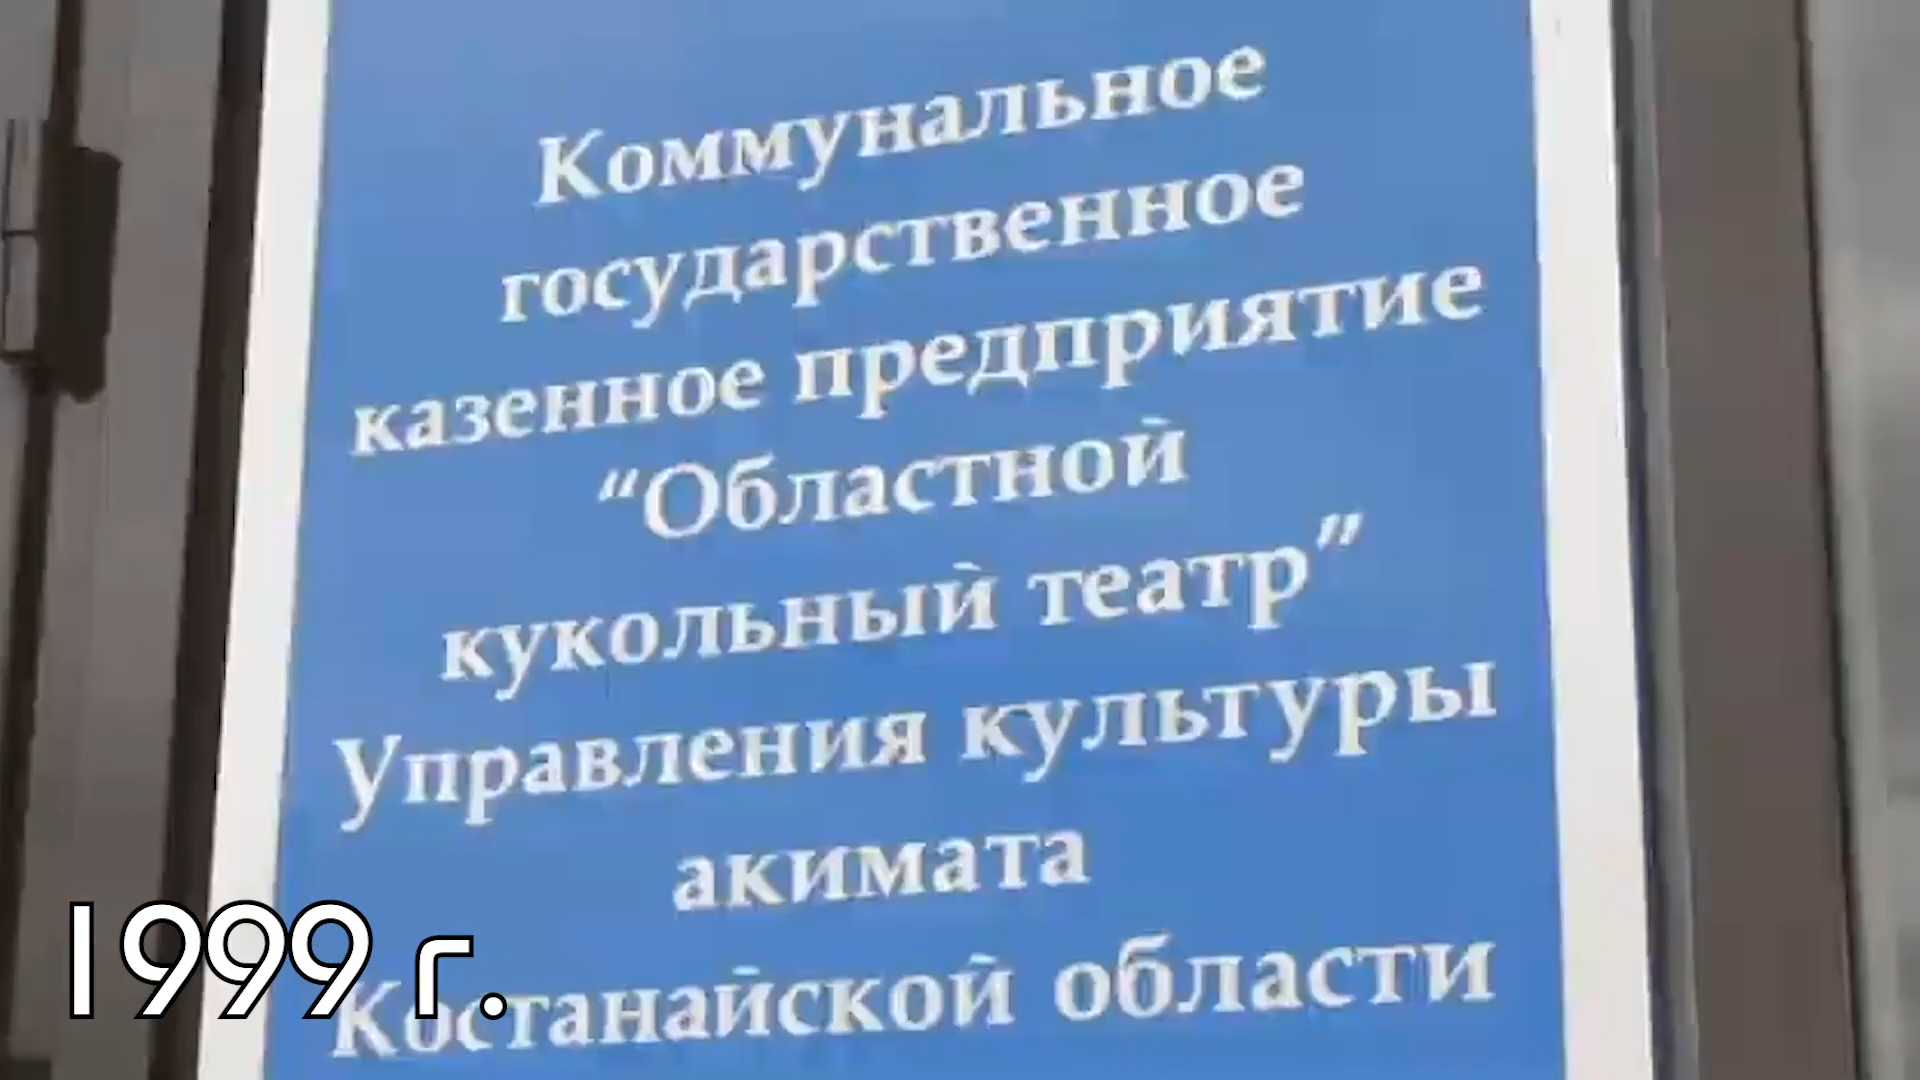 Коммунальное
государственное
казенное предприятие
“Областной
кукольный театр”
Управления культуры
акимата
Костанайской области
1999 г.